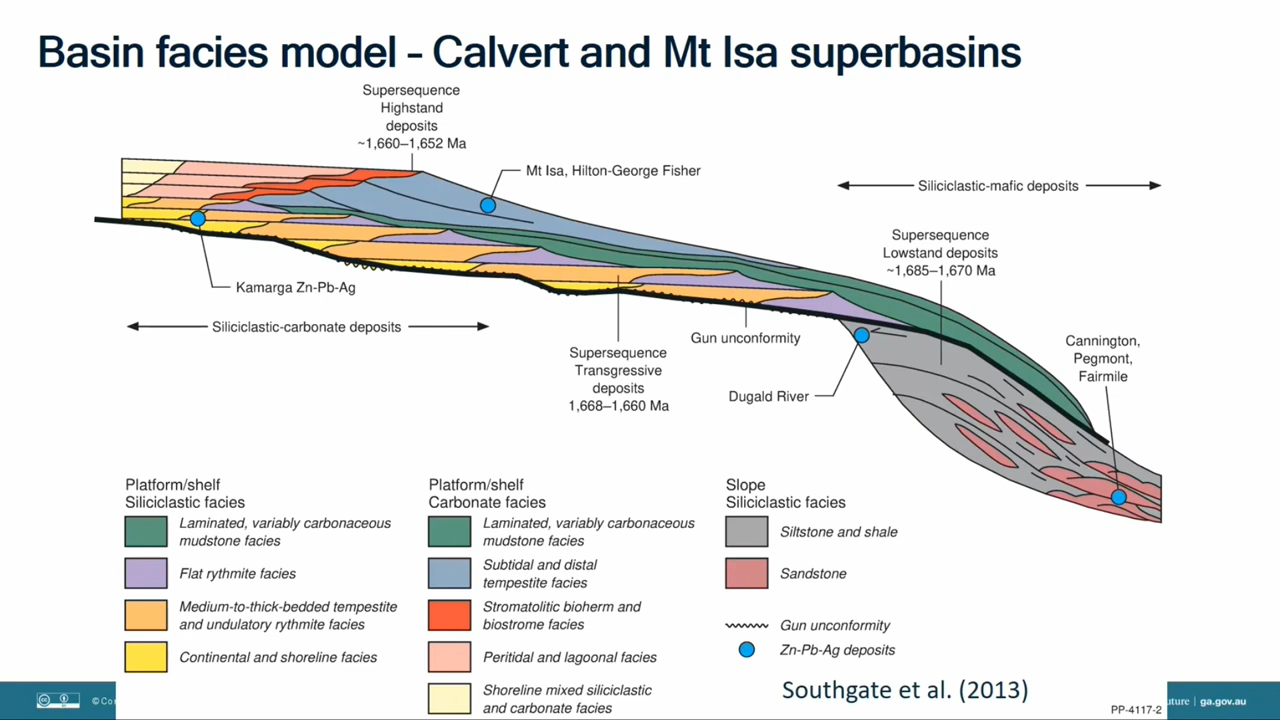 Basin facies model – Calvert and Mt Isa superbasins
Supersequence
Highstand
deposits
~1,660–1,652 Ma
Mt Isa, Hilton-George Fisher
Siliciclastic-mafic deposits
Supersequence
Lowstand deposits
~1,685–1,670 Ma
Kamarga Zn-Pb-Ag
Siliciclastic-carbonate deposits
Supersequence
Transgressive
deposits
1,668–1,660 Ma
Gun unconformity
Dugald River
Cannington,
Pegmont,
Fairmile
Platform/shelf
Siliciclastic facies
Laminated, variably carbonaceous
mudstone facies
Flat rythmite facies
Medium-to-thick-bedded tempestite
and undulatory rythmite facies
Continental and shoreline facies
Platform/shelf
Carbonate facies
Laminated, variably carbonaceous
mudstone facies
Subtidal and distal
tempestite facies
Stromatolitic bioherm and
biostrome facies
Peritidal and lagoonal facies
Shoreline mixed siliciclastic
and carbonate facies
Slope
Siliciclastic facies
Siltstone and shale
Sandstone
Gun unconformity
Zn-Pb-Ag deposits
Southgate et al. (2013)
PP-4117-2
cc
© Co
uture | ga.gov.au